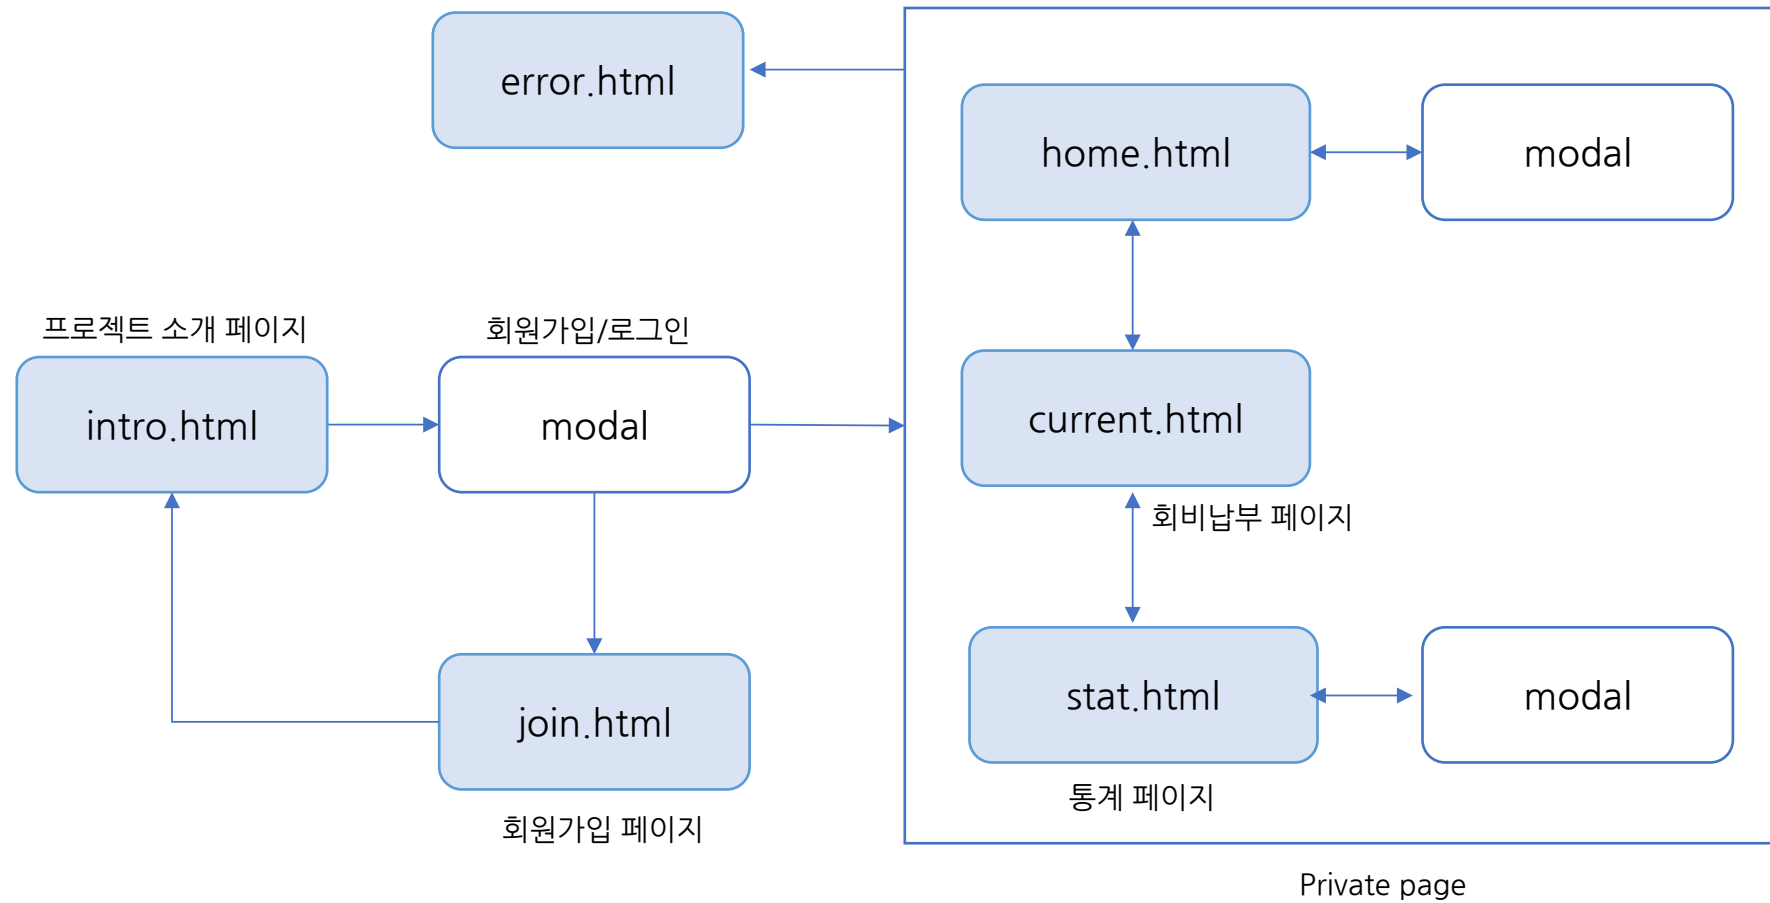 error.html
home.html
modal
프로젝트 소개 페이지
회원가입/로그인
intro.html
modal
current.html
회비납부 페이지
join.html
stat.html
modal
통계 페이지
회원가입 페이지
Private page